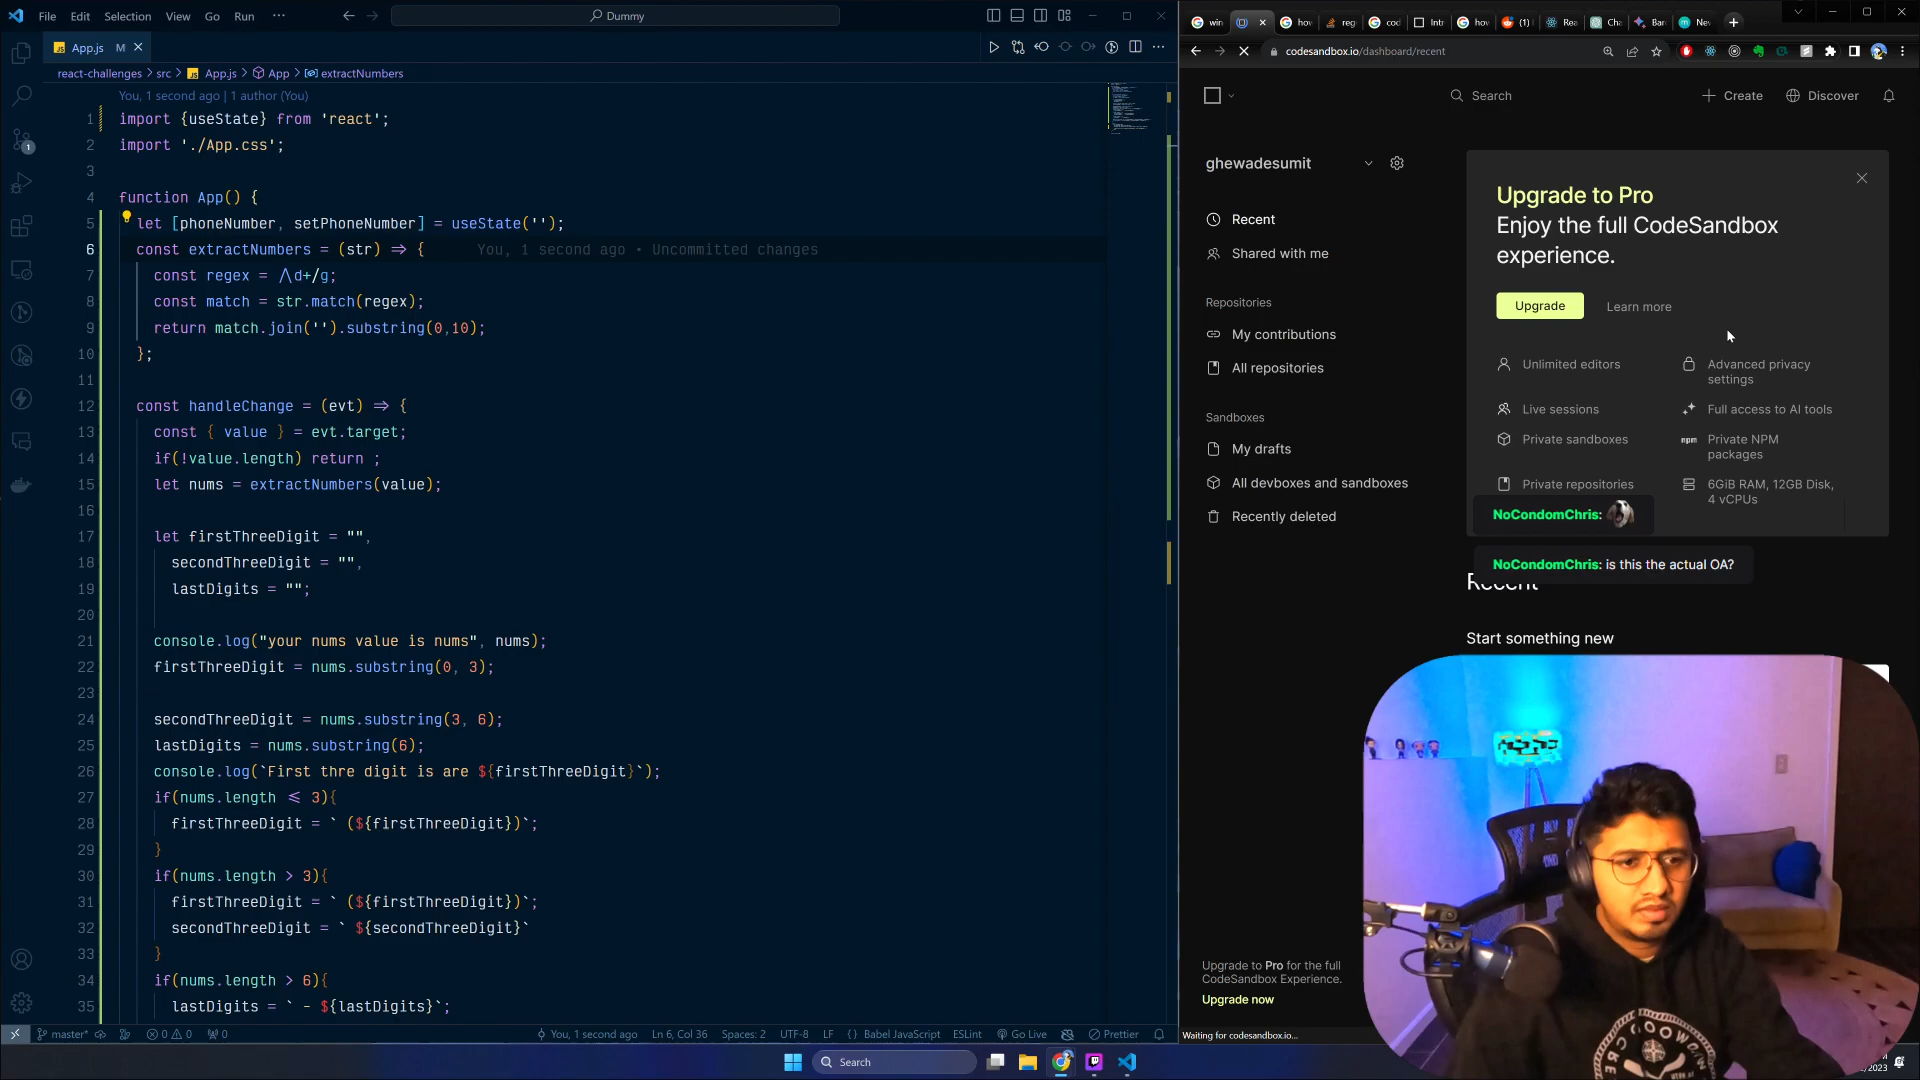 File Edit Selection View Go Run ··· Dummy
App.js M
react-challenges > src > App.js > App > extractNumbers
You, 1 second ago | 1 author (You)
1 import {useState} from 'react';
2 import './App.css';
3
4 function App() {
5 let [phoneNumber, setPhoneNumber] = useState('');
6 const extractNumbers = (str) => { You, 1 second ago • Uncommitted changes
7 const regex = /\d+/g;
8 const match = str.match(regex);
9 return match.join('').substring(0,10);
10 };
11
12 const handleChange = (evt) => {
13 const { value } = evt.target;
14 if(!value.length) return ;
15 let nums = extractNumbers(value);
16
17 let firstThreeDigit = "",
18 secondThreeDigit = "",
19 lastDigits = "";
20
21 console.log("your nums value is nums", nums);
22 firstThreeDigit = nums.substring(0, 3);
23
24 secondThreeDigit = nums.substring(3, 6);
25 lastDigits = nums.substring(6);
26 console.log(`First thre digit is are ${firstThreeDigit}`);
27 if(nums.length <= 3){
28 firstThreeDigit = ` (${firstThreeDigit})`;
29 }
30 if(nums.length > 3){
31 firstThreeDigit = ` (${firstThreeDigit})`;
32 secondThreeDigit = ` ${secondThreeDigit}`
33 }
34 if(nums.length > 6){
35 lastDigits = ` - ${lastDigits}`;
master* 0 0 0 You, 1 second ago Ln 6, Col 36 Spaces: 2 UTF-8 LF {} Babel JavaScript ESLint Go Live Prettier
win hov reg cod Intr hov (1) Rea Cha Bar Nev
codesandbox.io/dashboard/recent
Search Create Discover
ghewadesumit
Recent
Shared with me
Repositories
My contributions
All repositories
Sandboxes
My drafts
All devboxes and sandboxes
Recently deleted
Upgrade to Pro for the full
CodeSandbox Experience.
Upgrade now
Waiting for codesandbox.io...
Upgrade to Pro
Enjoy the full CodeSandbox
experience.
Upgrade Learn more
Unlimited editors
Advanced privacy
settings
Live sessions
Full access to AI tools
Private sandboxes
Private NPM
packages
Private repositories
6GiB RAM, 12GB Disk,
4 vCPUs
NoCondomChris:
NoCondomChris: is this the actual OA?
Recent
Start something new
Search